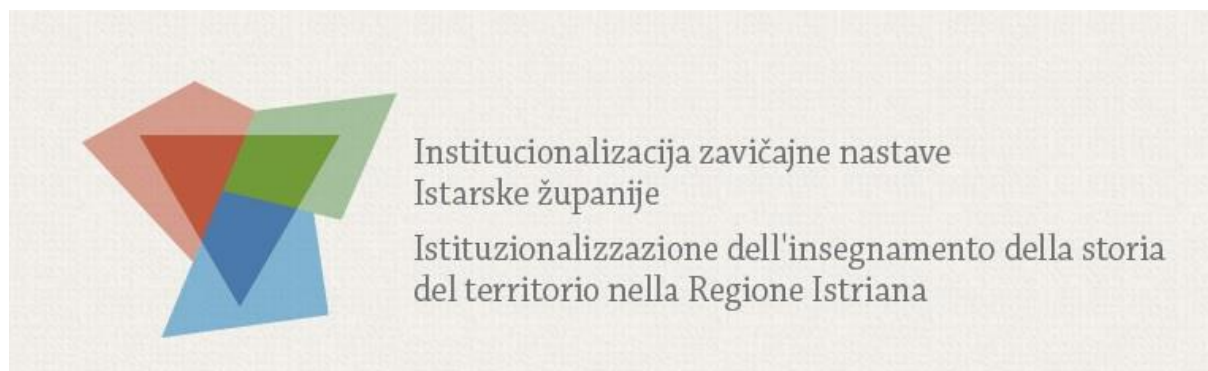 Institucionalizacija zavičajne nastave
Istarske županije
Istituzionalizzazione dell'insegnamento della storia
del territorio nella Regione Istriana